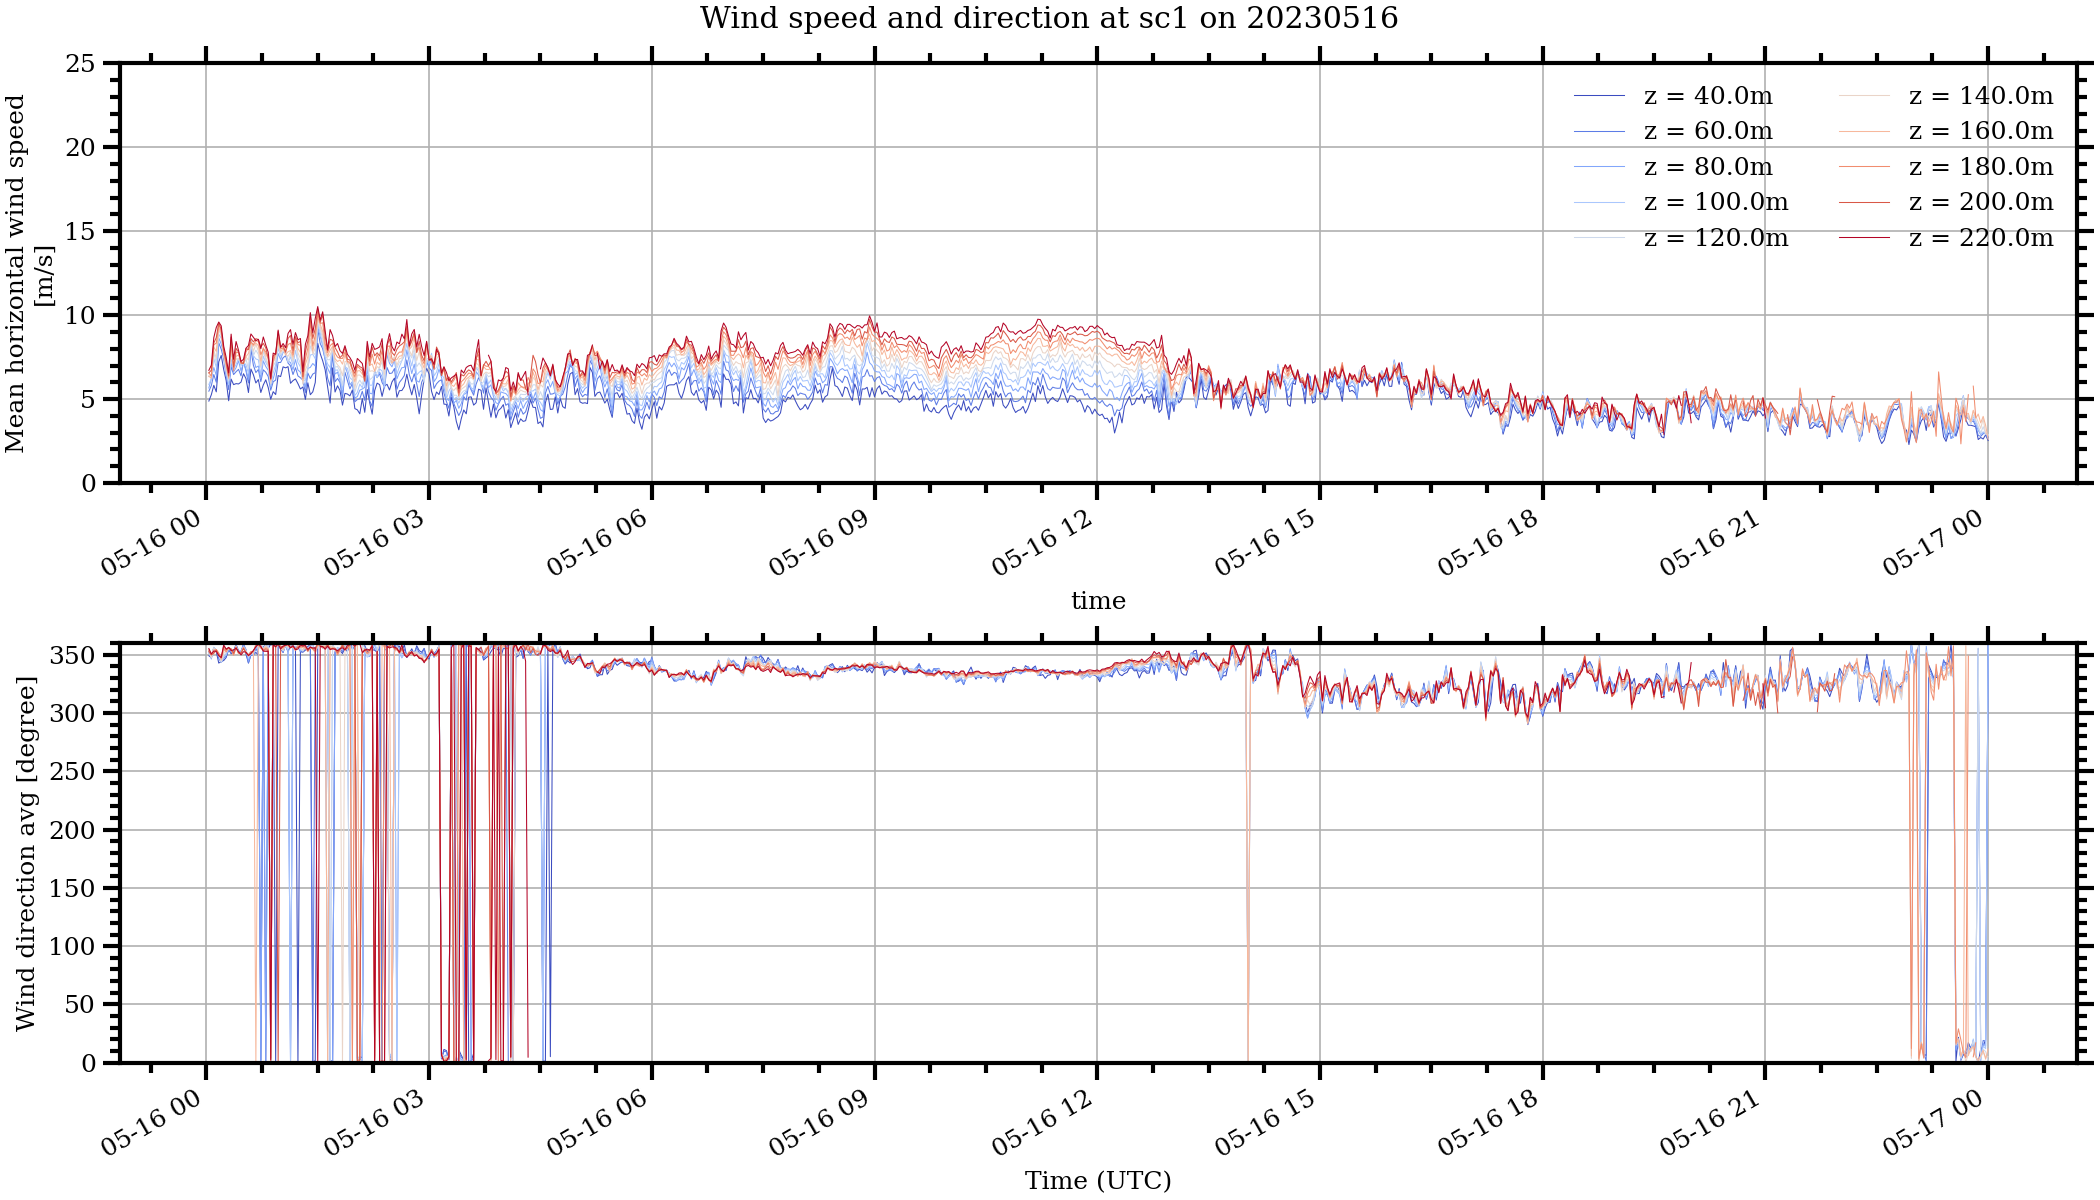 Wind speed and direction at sc1 on 20230516
Mean horizontal wind speed
[m/s]
25
20
15
10
5
0
z = 40.0m
z = 60.0m
z = 80.0m
z = 100.0m
z = 120.0m
z = 140.0m
z = 160.0m
z = 180.0m
z = 200.0m
z = 220.0m
05-16 00
05-16 03
05-16 06
05-16 09
05-16 12
05-16 15
05-16 18
05-16 21
05-17 00
time
Wind direction avg [degree]
350
300
250
200
150
100
50
0
05-16 00
05-16 03
05-16 06
05-16 09
05-16 12
05-16 15
05-16 18
05-16 21
05-17 00
Time (UTC)